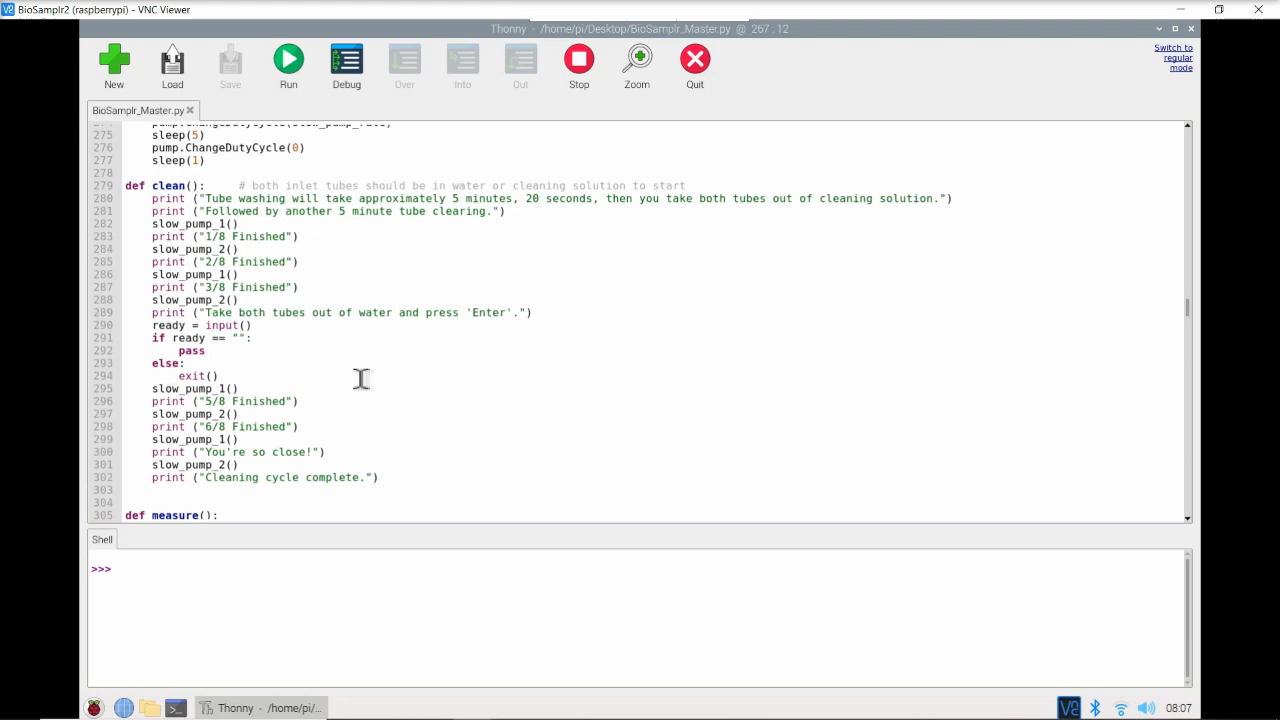 BioSamplr2 (raspberrypi) - VNC Viewer
Thonny - /home/pi/Desktop/BioSamplr_Master.py @ 267 : 12
New Load Save Run Debug Over Into Out Stop Zoom Quit
Switch to
regular
mode
BioSamplr_Master.py
275 sleep(5)
276 pump.ChangeDutyCycle(0)
277 sleep(1)
278
279 def clean(): # both inlet tubes should be in water or cleaning solution to start
280 print ("Tube washing will take approximately 5 minutes, 20 seconds, then you take both tubes out of cleaning solution.")
281 print ("Followed by another 5 minute tube clearing.")
282 slow_pump_1()
283 print ("1/8 Finished")
284 slow_pump_2()
285 print ("2/8 Finished")
286 slow_pump_1()
287 print ("3/8 Finished")
288 slow_pump_2()
289 print ("Take both tubes out of water and press 'Enter'.")
290 ready = input()
291 if ready == "":
292 pass
293 else:
294 exit()
295 slow_pump_1()
296 print ("5/8 Finished")
297 slow_pump_2()
298 print ("6/8 Finished")
299 slow_pump_1()
300 print ("You're so close!")
301 slow_pump_2()
302 print ("Cleaning cycle complete.")
303
304
305 def measure():
Shell
>>>
Thonny - /home/pi/...
08:07